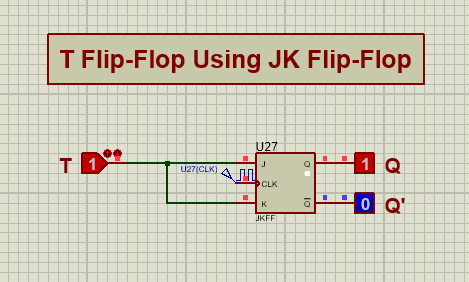 T Flip-Flop Using JK Flip-Flop
U27
T 1 J Q 1 Q
U27(CLK) CLK
K Q 0 Q'
JKFF